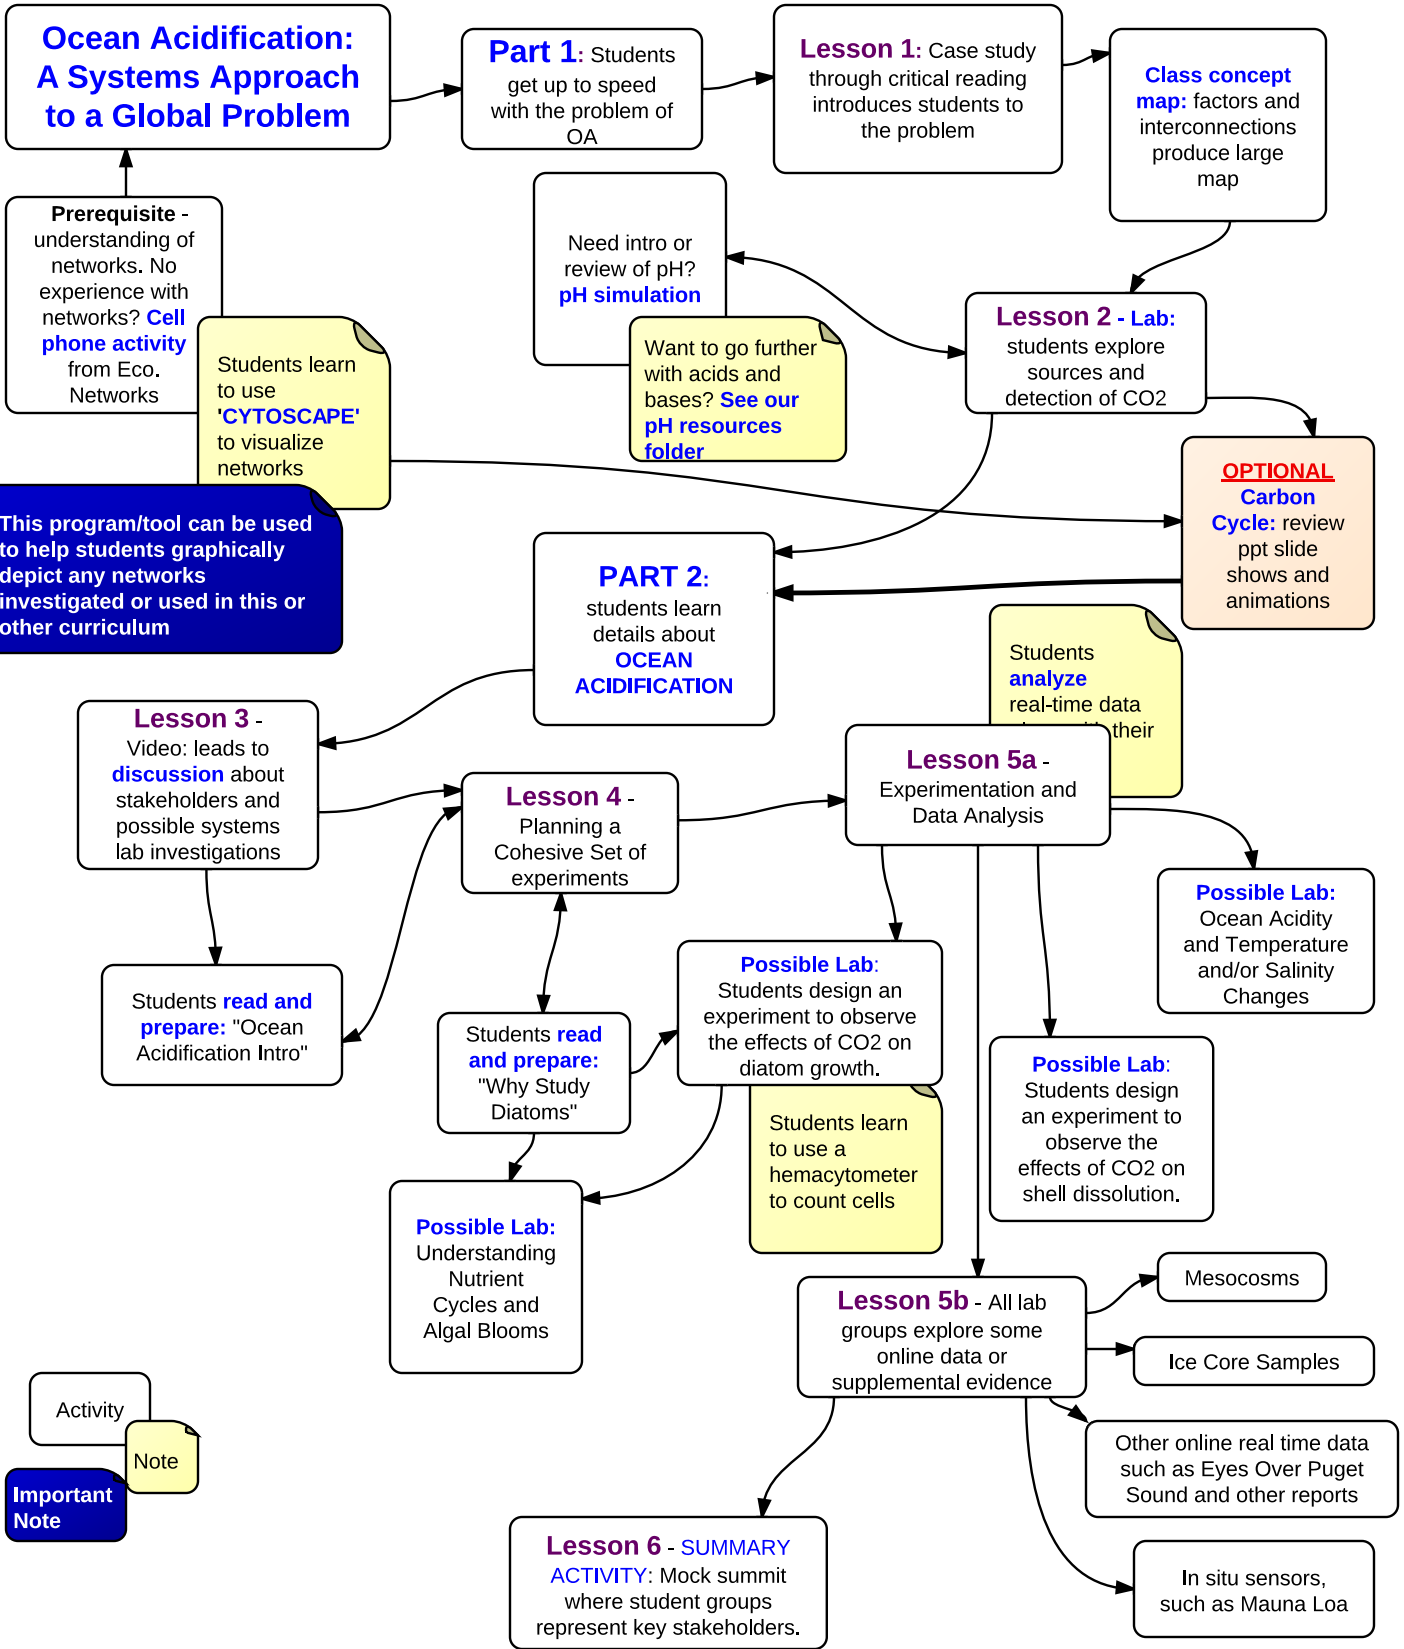 Ocean Acidification:
A Systems Approach
to a Global Problem
Part 1: Students
get up to speed
with the problem of
OA
Lesson 1: Case study
through critical reading
introduces students to
the problem
Class concept
map: factors and
interconnections
produce large
map
Prerequisite -
understanding of
networks. No
experience with
networks? Cell
phone activity
from Eco.
Networks
Students learn
to use
'CYTOSCAPE'
to visualize
networks
This program/tool can be used
to help students graphically
depict any networks
investigated or used in this or
other curriculum
Need intro or
review of pH?
pH simulation
Want to go further
with acids and
bases? See our
pH resources
folder
Lesson 2 - Lab:
students explore
sources and
detection of CO2
OPTIONAL
Carbon
Cycle: review
ppt slide
shows and
animations
PART 2:
students learn
details about
OCEAN
ACIDIFICATION
Students
analyze
real-time data
their
Lesson 3 -
Video: leads to
discussion about
stakeholders and
possible systems
lab investigations
Lesson 4 -
Planning a
Cohesive Set of
experiments
Lesson 5a -
Experimentation and
Data Analysis
Possible Lab:
Ocean Acidity
and Temperature
and/or Salinity
Changes
Students read and
prepare: "Ocean
Acidification Intro"
Students read
and prepare:
"Why Study
Diatoms"
Possible Lab:
Students design an
experiment to observe
the effects of CO2 on
diatom growth.
Students learn
to use a
hemacytometer
to count cells
Possible Lab:
Students design
an experiment to
observe the
effects of CO2 on
shell dissolution.
Possible Lab:
Understanding
Nutrient
Cycles and
Algal Blooms
Lesson 5b - All lab
groups explore some
online data or
supplemental evidence
Mesocosms
Ice Core Samples
Other online real time data
such as Eyes Over Puget
Sound and other reports
In situ sensors,
such as Mauna Loa
Lesson 6 - SUMMARY
ACTIVITY: Mock summit
where student groups
represent key stakeholders.
Activity
Note
Important
Note